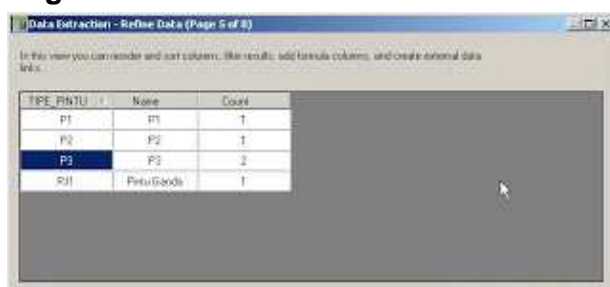 Data Extraction - Refine Data (Page 5 of 8)
In this view you can reorder and sort columns, filter results, add formula columns, and create external data
links.
TIPE_PINTU Name Count
P1 P1 1
P2 P2 1
P3 P3 2
PJ1 Pintu Ganda 1